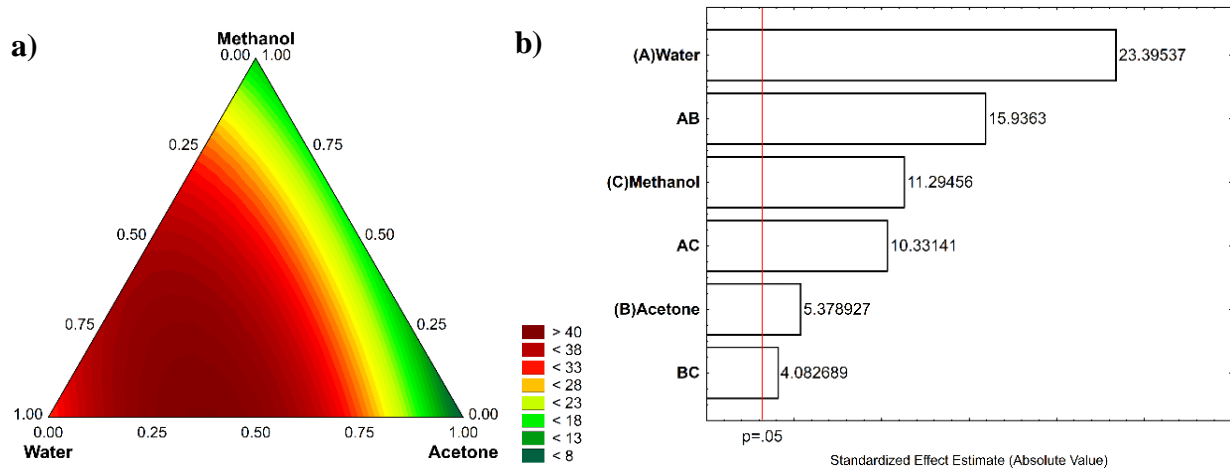 a)
Methanol
0.00 1.00
0.25 0.75
0.50 0.50
0.75 0.25
1.00 0.00
0.00 0.25 0.50 0.75 1.00
Water Acetone
> 40
< 38
< 33
< 28
< 23
< 18
< 13
< 8
b)
(A)Water 23.39537
AB 15.9363
(C)Methanol 11.29456
AC 10.33141
(B)Acetone 5.378927
BC 4.082689
p=.05
Standardized Effect Estimate (Absolute Value)